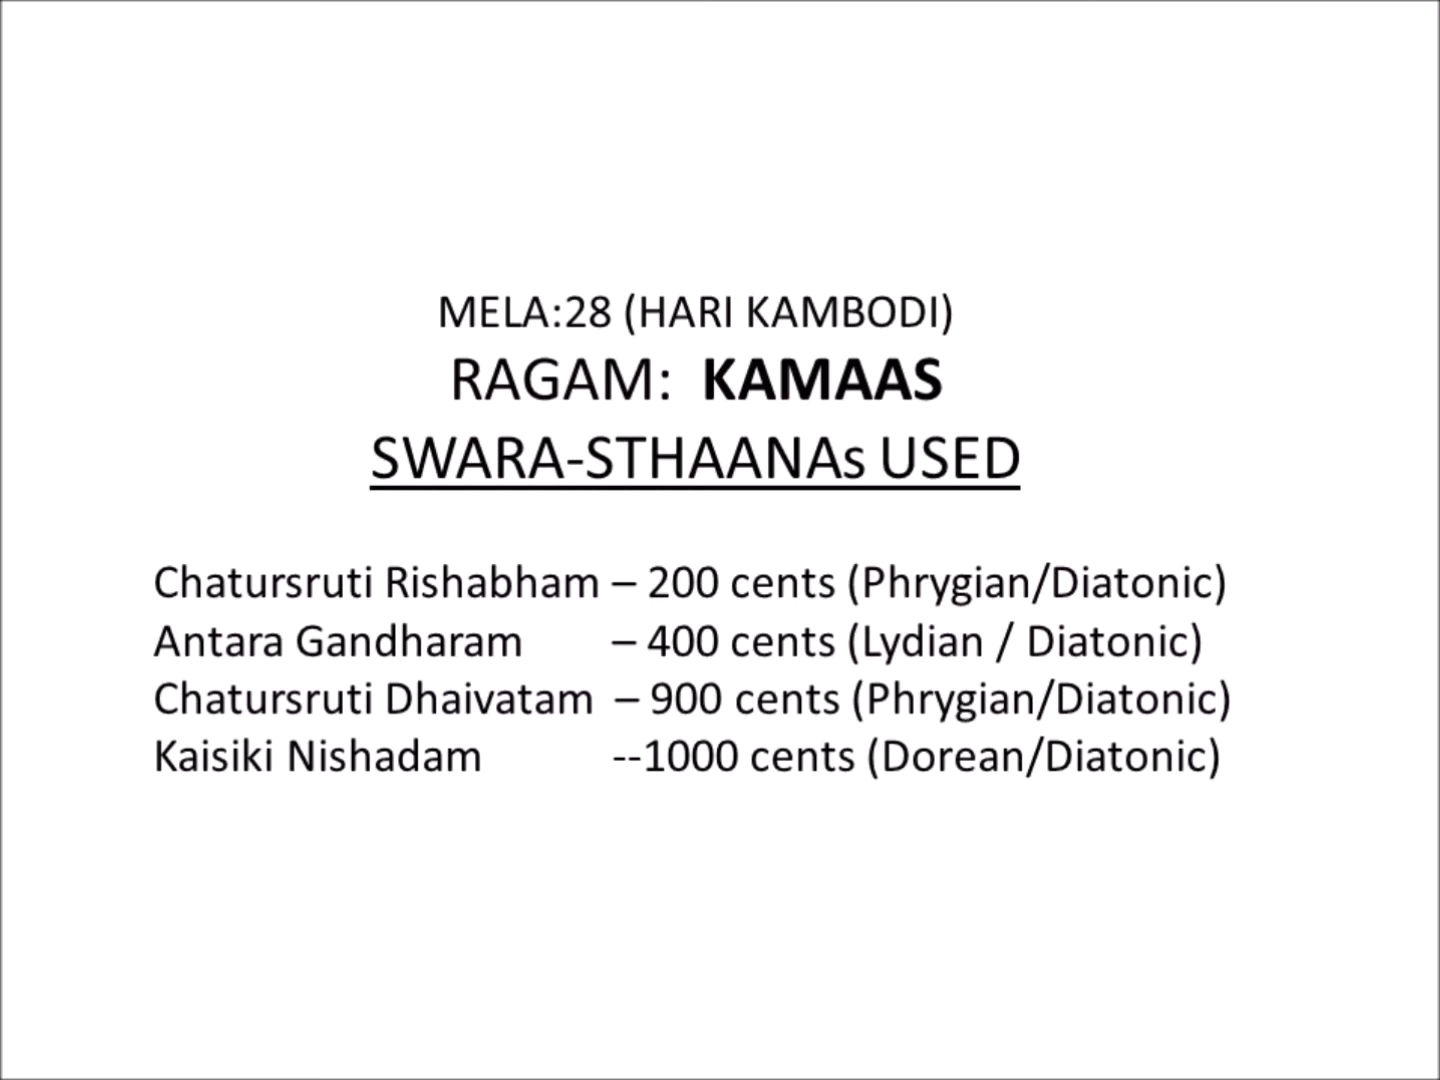 MELA:28 (HARI KAMBODI)
RAGAM: KAMAAS
SWARA-STHAANAs USED
Chatursruti Rishabham – 200 cents (Phrygian/Diatonic)
Antara Gandharam – 400 cents (Lydian / Diatonic)
Chatursruti Dhaivatam – 900 cents (Phrygian/Diatonic)
Kaisiki Nishadam --1000 cents (Dorean/Diatonic)